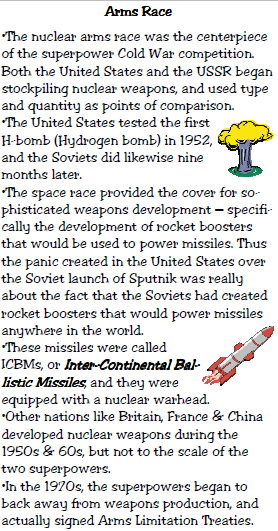 Arms Race
•The nuclear arms race was the centerpiece
of the superpower Cold War competition.
Both the United States and the USSR began
stockpiling nuclear weapons, and used type
and quantity as points of comparison.
•The United States tested the first
H-bomb (Hydrogen bomb) in 1952,
and the Soviets did likewise nine
months later.
•The space race provided the cover for so-
phisticated weapons development – specifi-
cally the development of rocket boosters
that would be used to power missiles. Thus
the panic created in the United States over
the Soviet launch of Sputnik was really
about the fact that the Soviets had created
rocket boosters that would power missiles
anywhere in the world.
•These missiles were called
ICBMs, or Inter-Continental Bal-
listic Missiles, and they were
equipped with a nuclear warhead.
•Other nations like Britain, France & China
developed nuclear weapons during the
1950s & 60s, but not to the scale of the
two superpowers.
•In the 1970s, the superpowers began to
back away from weapons production, and
actually signed Arms Limitation Treaties.